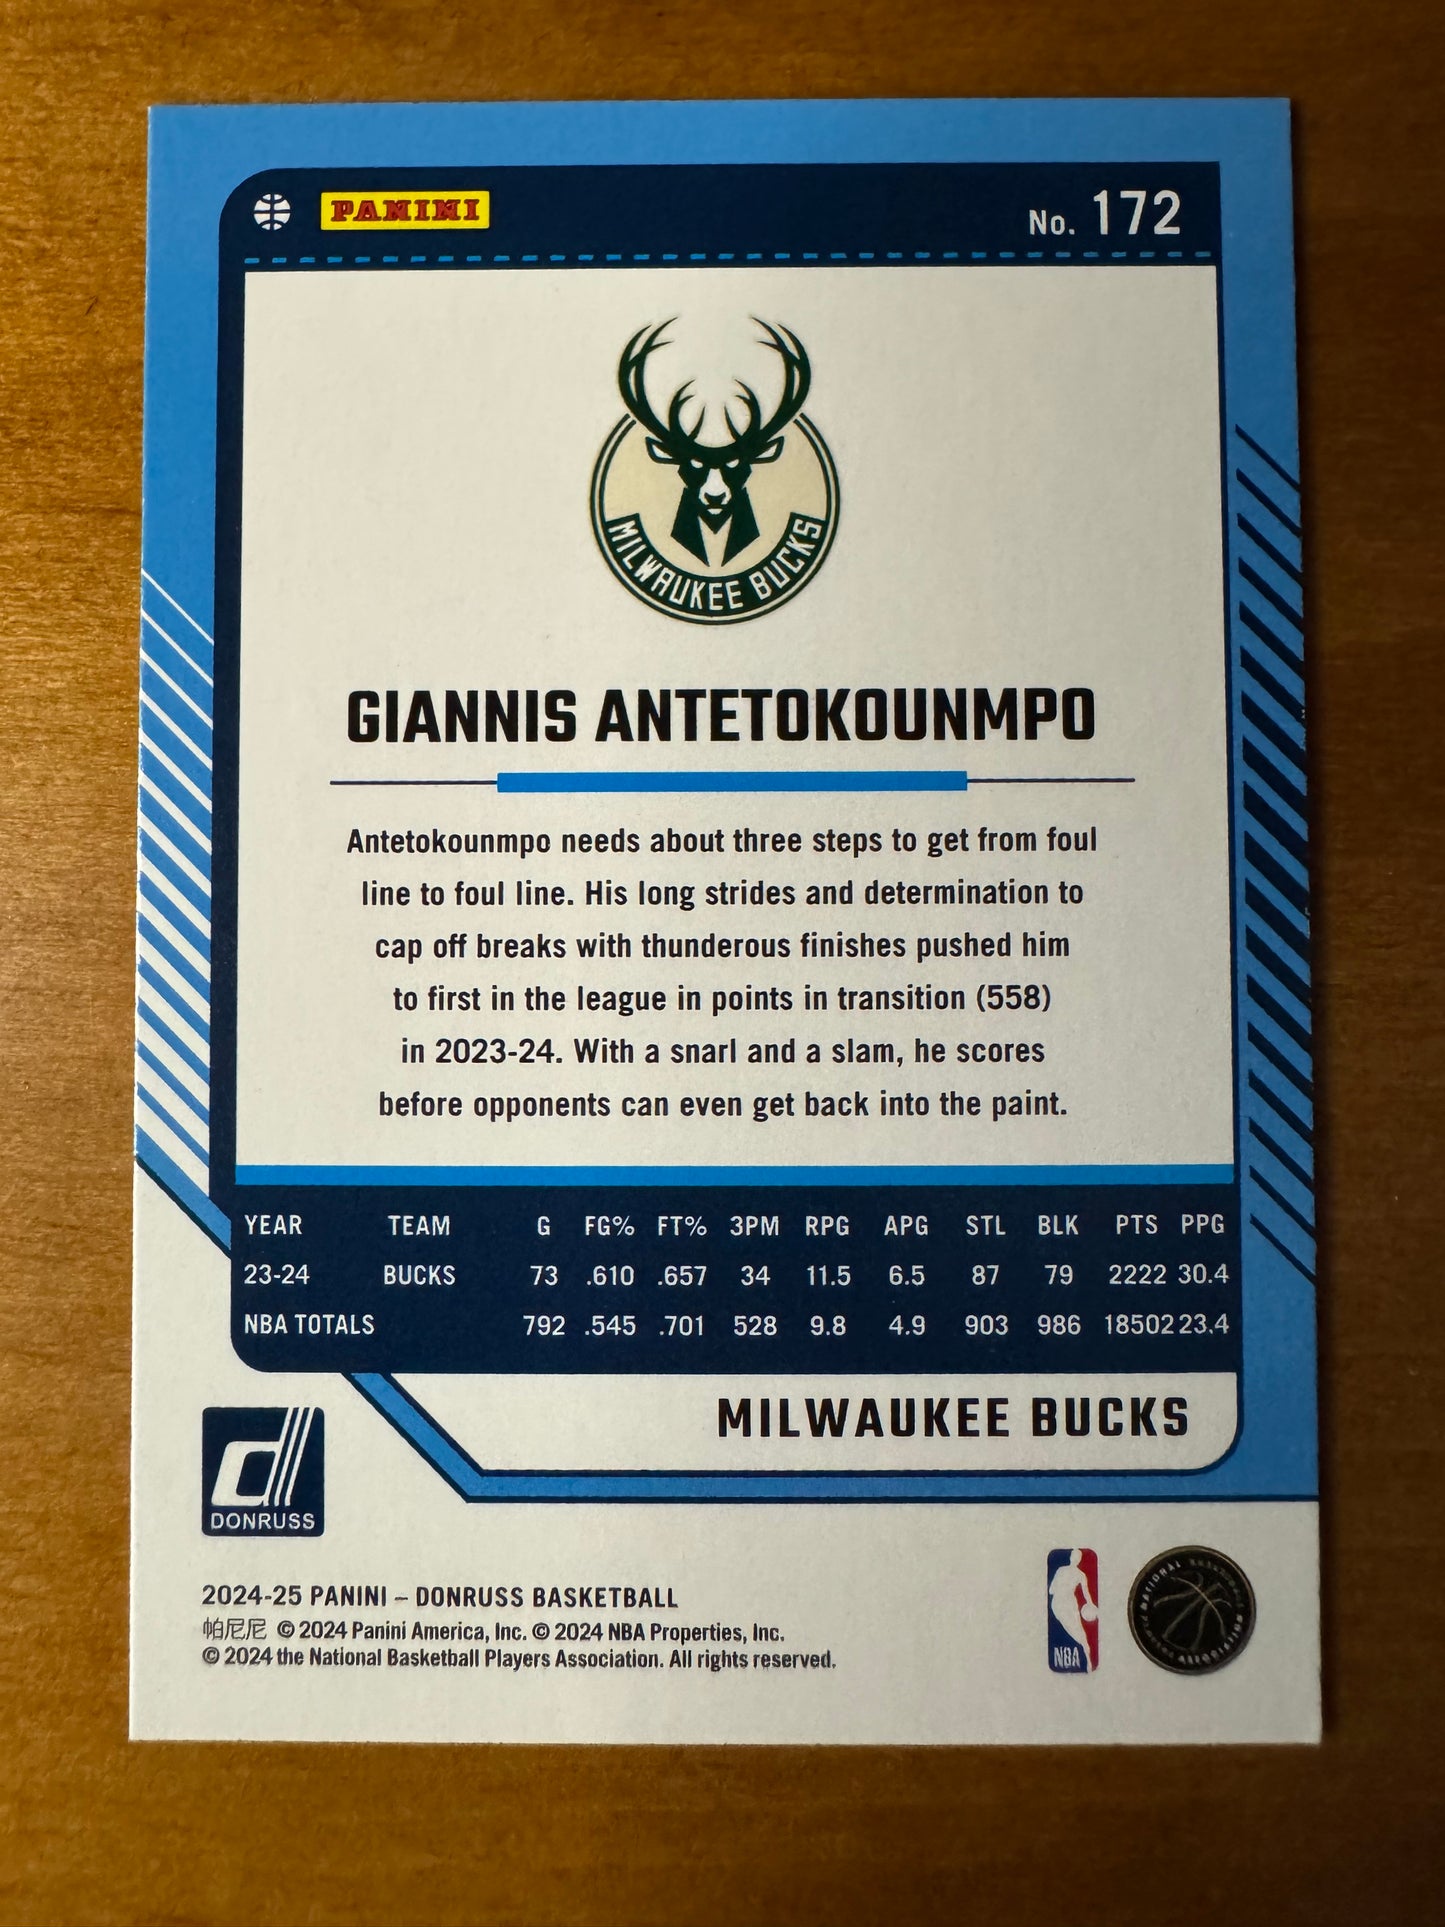 PANINI
No. 172
MILWAUKEE BUCKS
GIANNIS ANTETOKOUNMPO
Antetokounmpo needs about three steps to get from foul
line to foul line. His long strides and determination to
cap off breaks with thunderous finishes pushed him
to first in the league in points in transition (558)
in 2023-24. With a snarl and a slam, he scores
before opponents can even get back into the paint.
YEAR TEAM G FG% FT% 3PM RPG APG STL BLK PTS PPG
23-24 BUCKS 73 .610 .657 34 11.5 6.5 87 79 2222 30.4
NBA TOTALS 792 .545 .701 528 9.8 4.9 903 986 18502 23.4
MILWAUKEE BUCKS
d
DONRUSS
2024-25 PANINI – DONRUSS BASKETBALL
帕尼尼 © 2024 Panini America, Inc. © 2024 NBA Properties, Inc.
© 2024 the National Basketball Players Association. All rights reserved.
NBA
NATIONAL BASKETBALL
PLAYERS ASSOCIATION